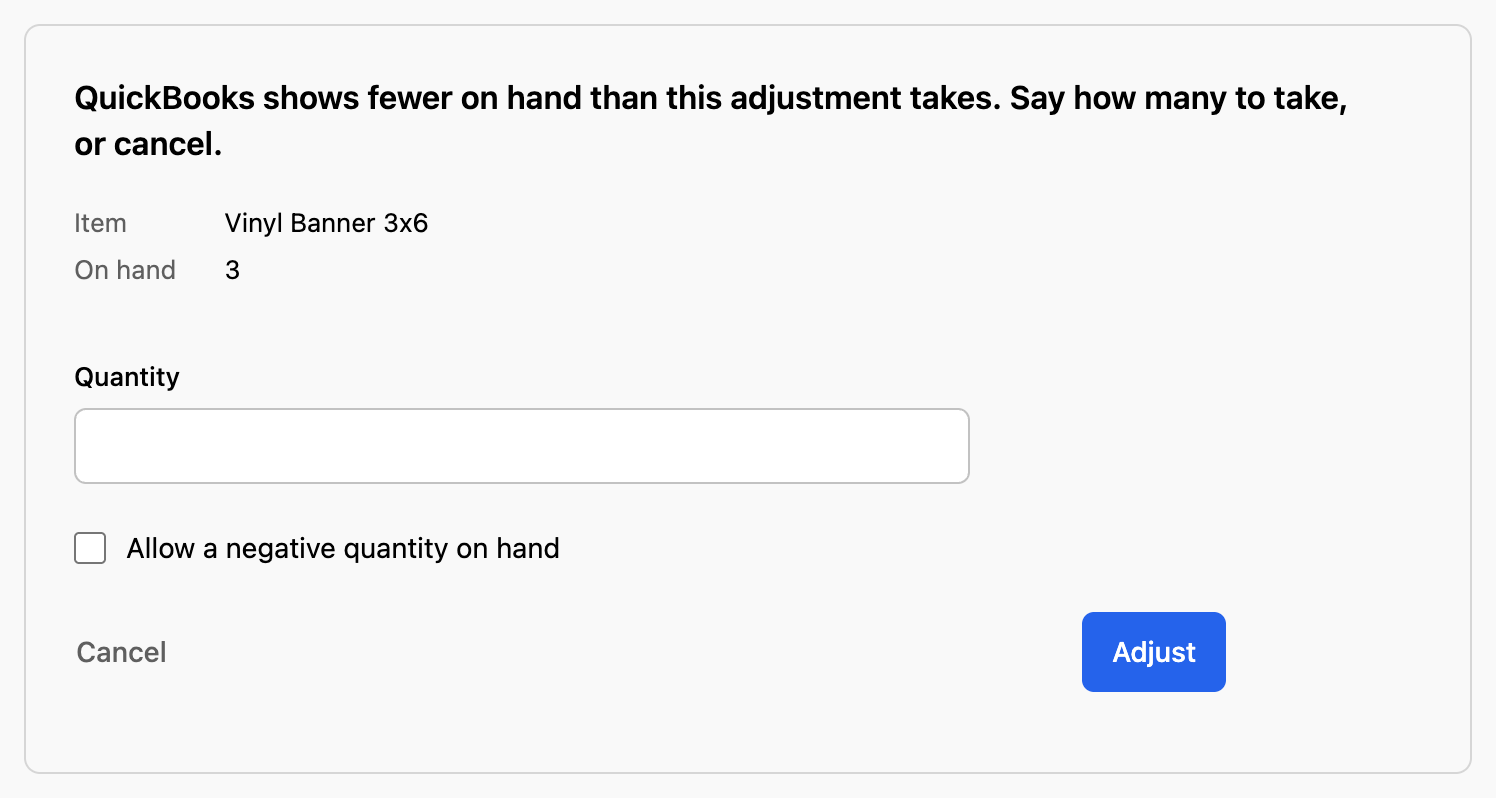 QuickBooks shows fewer on hand than this adjustment takes. Say how many to take,
or cancel.
Item Vinyl Banner 3x6
On hand 3
Quantity
Allow a negative quantity on hand
Cancel Adjust